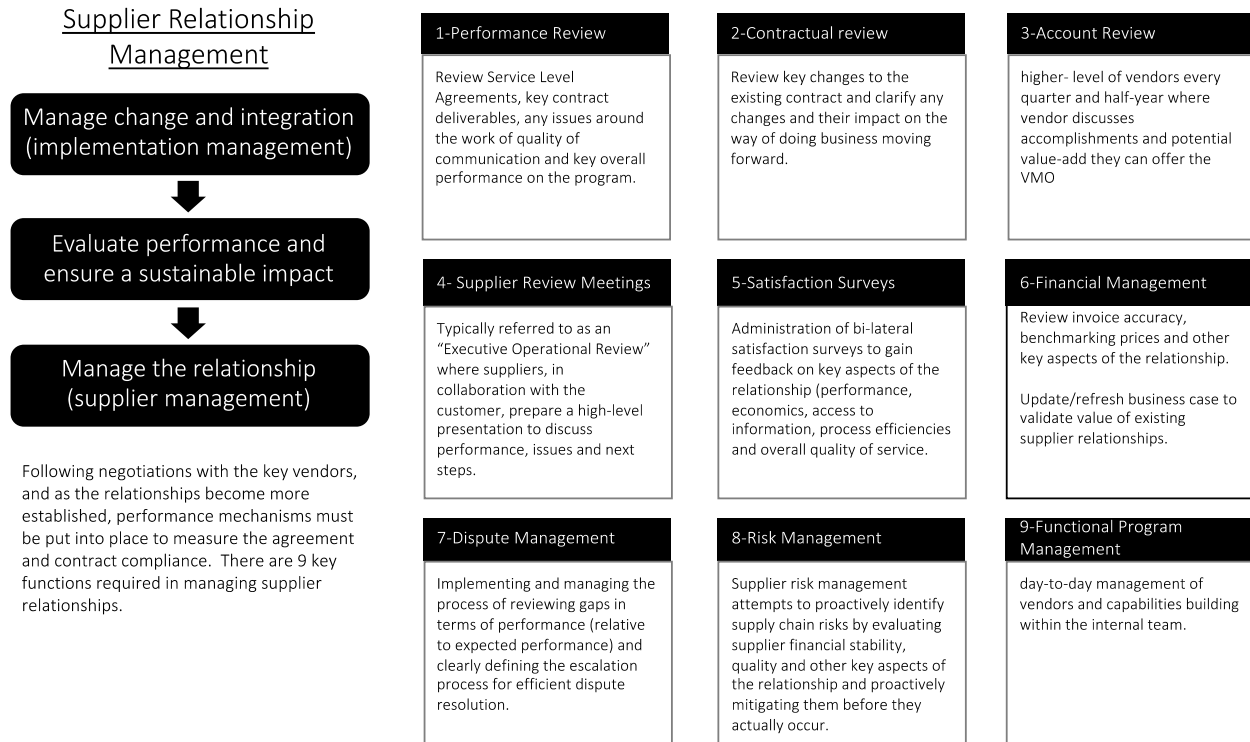 Supplier Relationship
Management
Manage change and integration
(implementation management)
Evaluate performance and
ensure a sustainable impact
Manage the relationship
(supplier management)
Following negotiations with the key vendors,
and as the relationships become more
established, performance mechanisms must
be put into place to measure the agreement
and contract compliance.  There are 9 key
functions required in managing supplier
relationships.
1-Performance Review
Review Service Level
Agreements, key contract
deliverables, any issues around
the work of quality of
communication and key overall
performance on the program.
2-Contractual review
Review key changes to the
existing contract and clarify any
changes and their impact on the
way of doing business moving
forward.
3-Account Review
higher- level of vendors every
quarter and half-year where
vendor discusses
accomplishments and potential
value-add they can offer the
VMO
4- Supplier Review Meetings
Typically referred to as an
“Executive Operational Review”
where suppliers, in
collaboration with the
customer, prepare a high-level
presentation to discuss
performance, issues and next
steps.
5-Satisfaction Surveys
Administration of bi-lateral
satisfaction surveys to gain
feedback on key aspects of the
relationship (performance,
economics, access to
information, process efficiencies
and overall quality of service.
6-Financial Management
Review invoice accuracy,
benchmarking prices and other
key aspects of the relationship.
Update/refresh business case to
validate value of existing
supplier relationships.
7-Dispute Management
Implementing and managing the
process of reviewing gaps in
terms of performance (relative
to expected performance) and
clearly defining the escalation
process for efficient dispute
resolution.
8-Risk Management
Supplier risk management
attempts to proactively identify
supply chain risks by evaluating
supplier financial stability,
quality and other key aspects of
the relationship and proactively
mitigating them before they
actually occur.
9-Functional Program
Management
day-to-day management of
vendors and capabilities building
within the internal team.